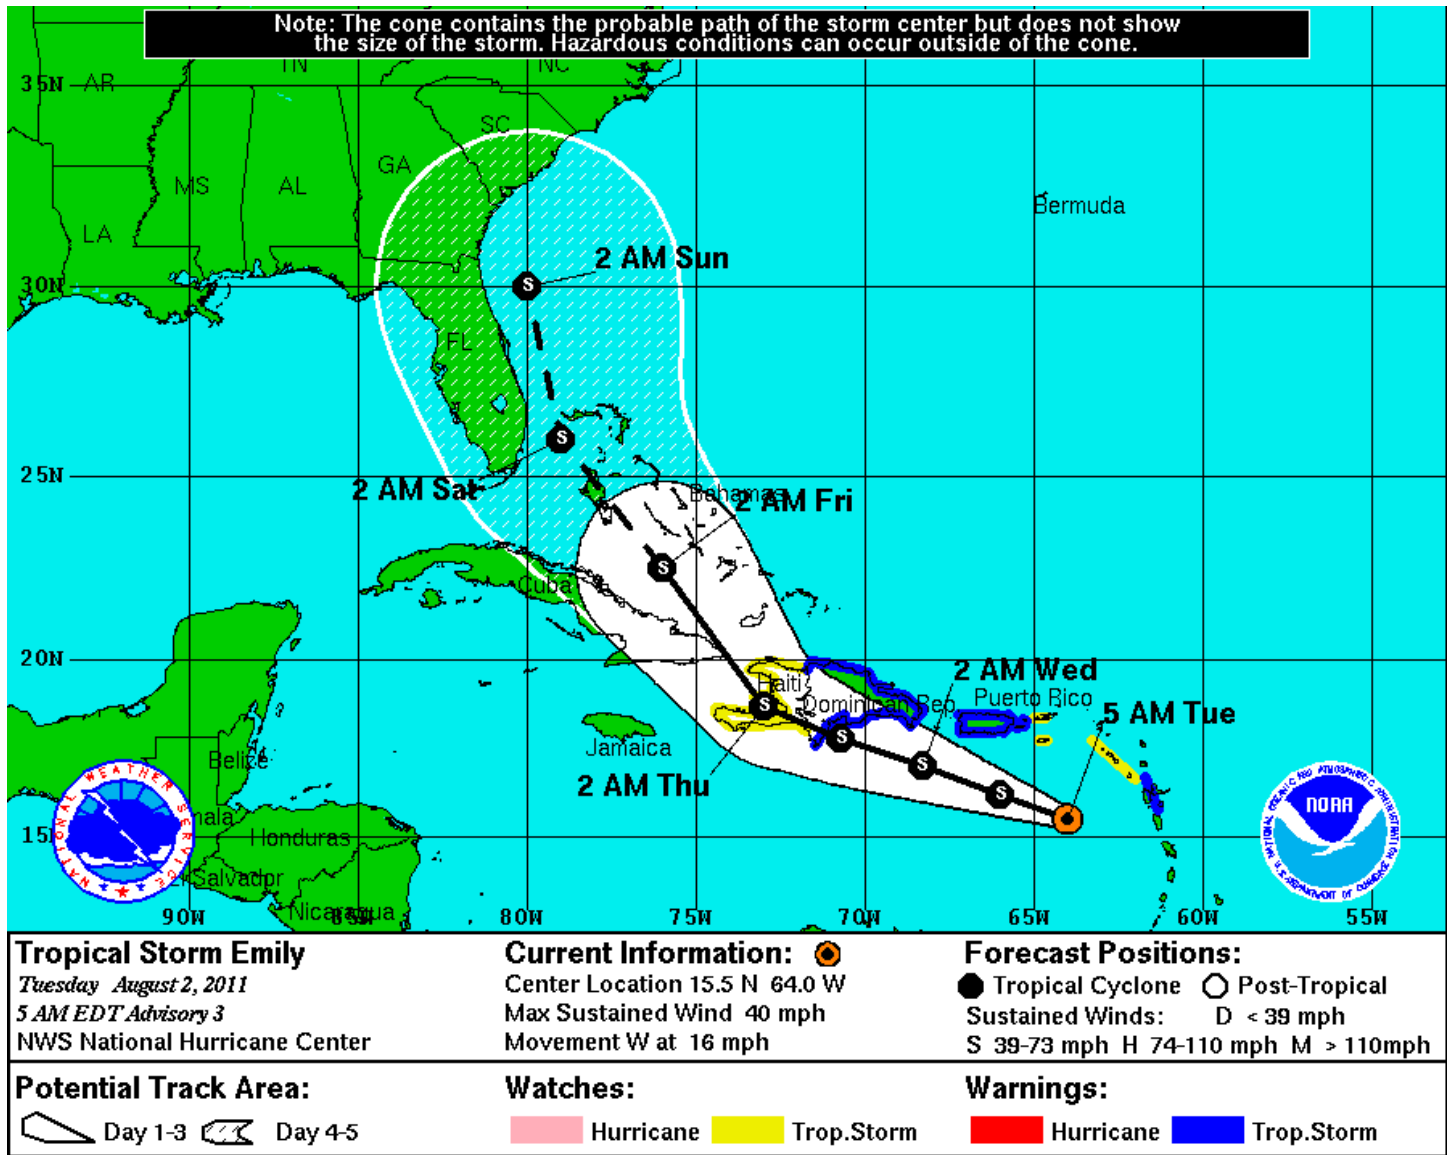 Note: The cone contains the probable path of the storm center but does not show
the size of the storm. Hazardous conditions can occur outside of the cone.
TN
NC
35N
AR
SC
GA
MS
AL
LA
Bermuda
2 AM Sun
30N
FL
S
S
25N
2 AM Sat
Bahamas
2 AM Fri
S
Cuba
20N
2 AM Wed
Haiti
Puerto Rico
Dominican Rep
5 AM Tue
S
Jamaica
S
S
S
2 AM Thu
Belize
NATIONAL WEATHER SERVICE
NOAA
mala
15N
Honduras
El Salvador
Nicaragua
90W 85W 80W 75W 70W 65W 60W 55W
Tropical Storm Emily
Tuesday August 2, 2011
5 AM EDT Advisory 3
NWS National Hurricane Center
Current Information:
Center Location 15.5 N 64.0 W
Max Sustained Wind 40 mph
Movement W at 16 mph
Forecast Positions:
Tropical Cyclone Post-Tropical
Sustained Winds: D < 39 mph
S 39-73 mph H 74-110 mph M > 110mph
Potential Track Area:
Day 1-3 Day 4-5
Watches:
Hurricane Trop.Storm
Warnings:
Hurricane Trop.Storm